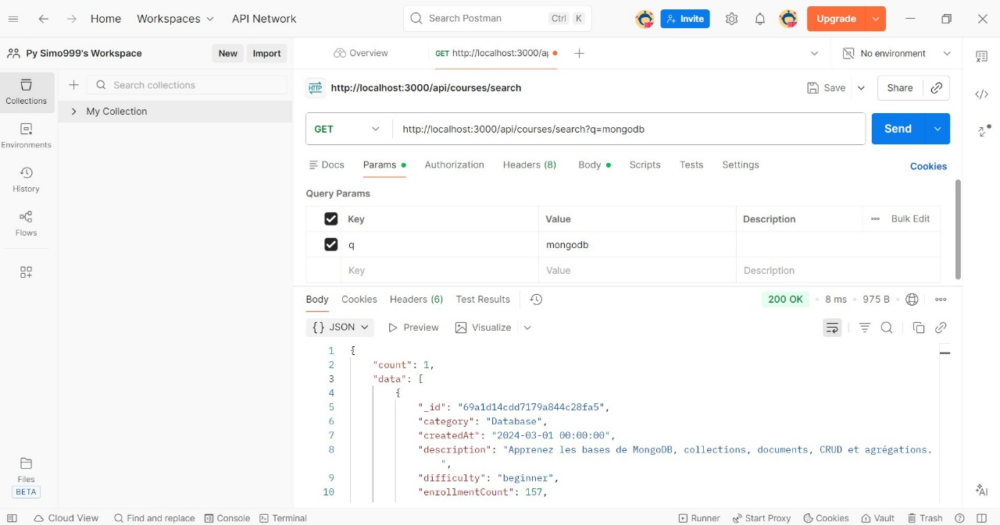 Home Workspaces API Network Search Postman Ctrl K Invite Upgrade
Py Simo999's Workspace New Import Overview GET http://localhost:3000/a No environment
Collections
Search collections
My Collection
Environments
History
Flows
Files
BETA
HTTP http://localhost:3000/api/courses/search Save Share
GET http://localhost:3000/api/courses/search?q=mongodb Send
Docs Params Authorization Headers (8) Body Scripts Tests Settings Cookies
Query Params
Key Value Description Bulk Edit
q mongodb
Key Value Description
Body Cookies Headers (6) Test Results 200 OK 8 ms 975 B
{} JSON Preview Visualize
1 {
2 "count": 1,
3 "data": [
4 {
5 "_id": "69a1d14cdd7179a844c28fa5",
6 "category": "Database",
7 "createdAt": "2024-03-01 00:00:00",
8 "description": "Apprenez les bases de MongoDB, collections, documents, CRUD et agrégations.
",
9 "difficulty": "beginner",
10 "enrollmentCount": 157,
Cloud View Find and replace Console Terminal Runner Start Proxy Cookies Vault Trash
AI